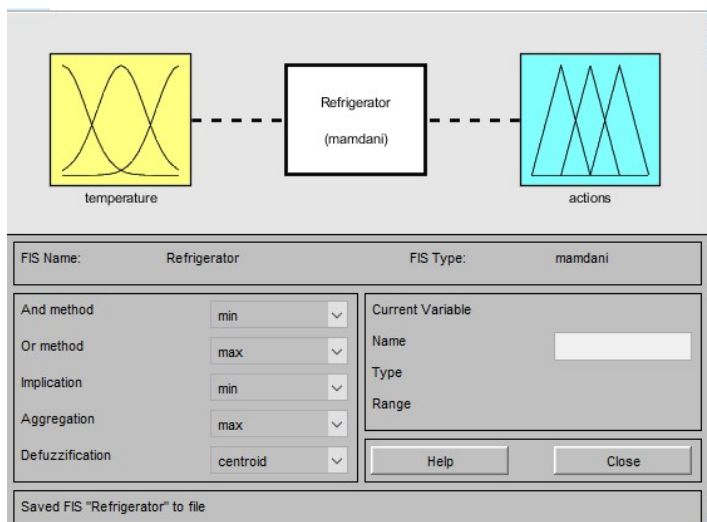 Refrigerator
(mamdani)
temperature
actions
FIS Name: Refrigerator FIS Type: mamdani
And method min
Or method max
Implication min
Aggregation max
Defuzzification centroid
Current Variable
Name
Type
Range
Help Close
Saved FIS "Refrigerator" to file